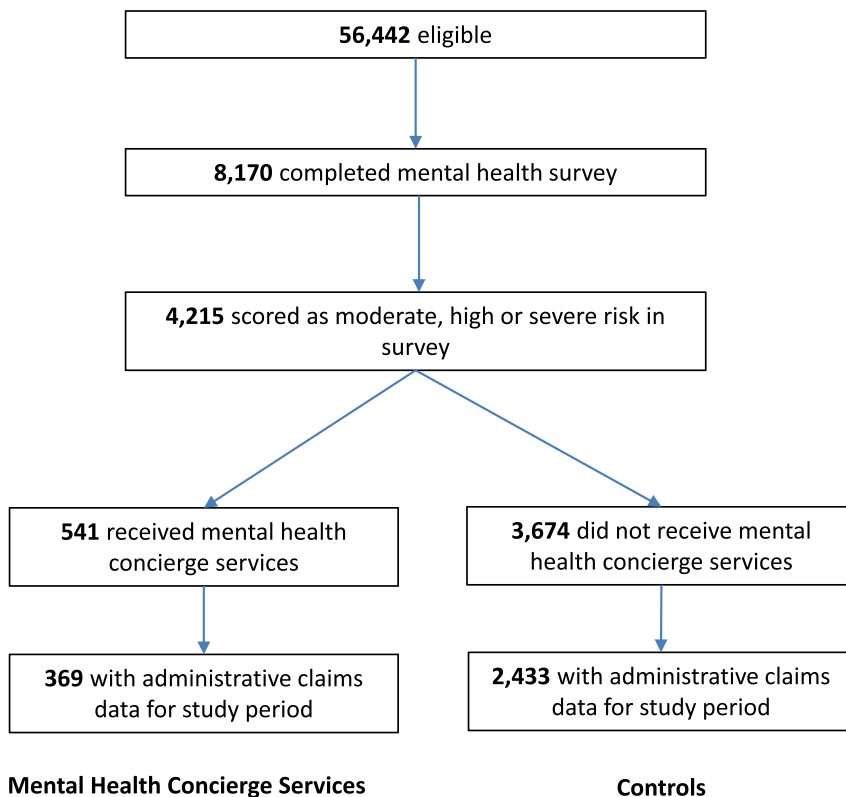 56,442 eligible
8,170 completed mental health survey
4,215 scored as moderate, high or severe risk in
survey
541 received mental health
concierge services
3,674 did not receive mental
health concierge services
369 with administrative claims
data for study period
2,433 with administrative claims
data for study period
Mental Health Concierge Services
Controls